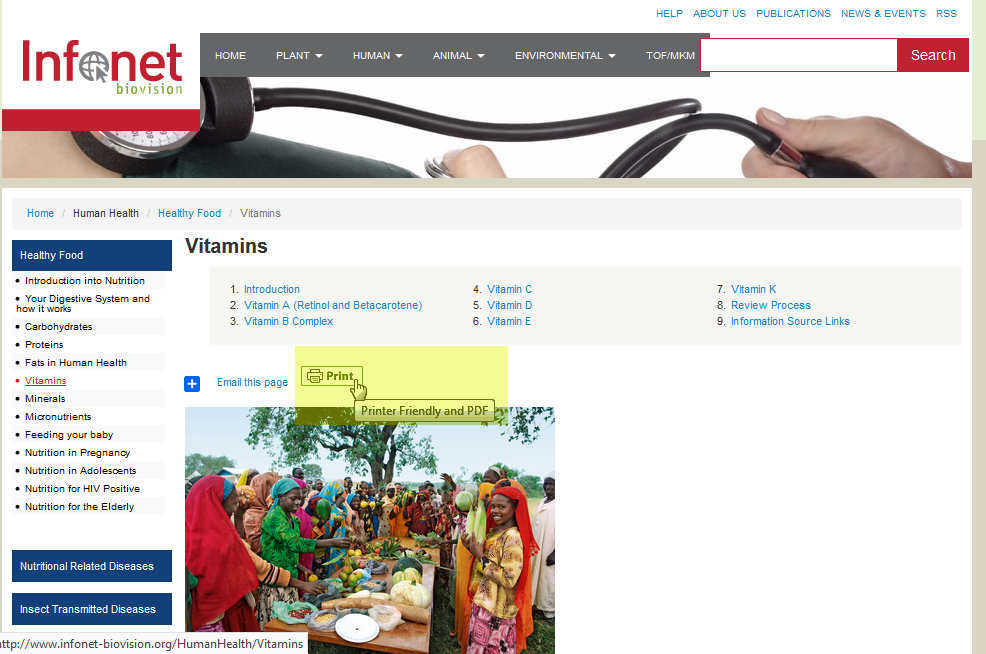 HELP ABOUT US PUBLICATIONS NEWS & EVENTS RSS
Infonet
biovision
HOME PLANT HUMAN ANIMAL ENVIRONMENTAL TOF/MKM Search
Home / Human Health / Healthy Food / Vitamins
Healthy Food
• Introduction into Nutrition
• Your Digestive System and
how it works
• Carbohydrates
• Proteins
• Fats in Human Health
• Vitamins
• Minerals
• Micronutrients
• Feeding your baby
• Nutrition in Pregnancy
• Nutrition in Adolescents
• Nutrition for HIV Positive
• Nutrition for the Elderly
Nutritional Related Diseases
Insect Transmitted Diseases
Vitamins
1. Introduction
2. Vitamin A (Retinol and Betacarotene)
3. Vitamin B Complex
4. Vitamin C
5. Vitamin D
6. Vitamin E
7. Vitamin K
8. Review Process
9. Information Source Links
Email this page Print
Printer Friendly and PDF
ttp://www.infonet-biovision.org/HumanHealth/Vitamins